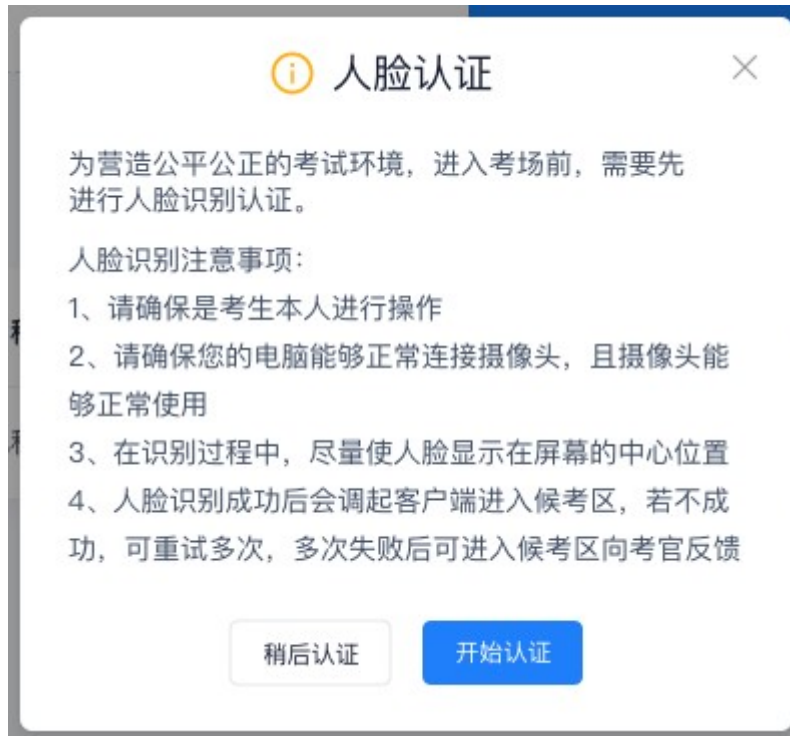 人脸认证
为营造公平公正的考试环境，进入考场前，需要先
进行人脸识别认证。
人脸识别注意事项：
1、请确保是考生本人进行操作
2、请确保您的电脑能够正常连接摄像头，且摄像头能
够正常使用
3、在识别过程中，尽量使人脸显示在屏幕的中心位置
4、人脸识别成功后会调起客户端进入候考区，若不成
功，可重试多次，多次失败后可进入候考区向考官反馈
稍后认证
开始认证